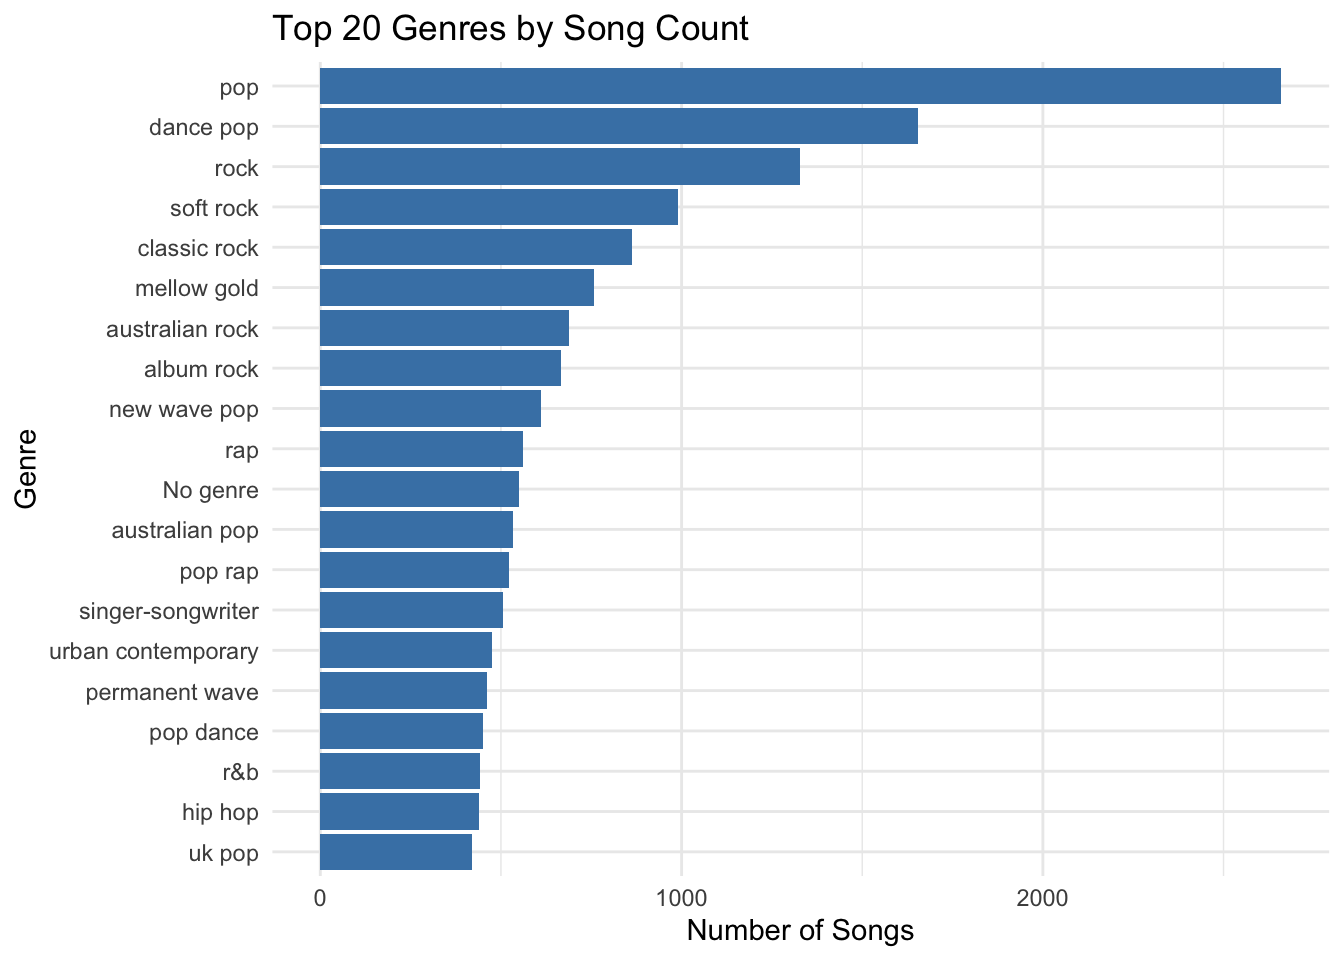 Top 20 Genres by Song Count
pop
dance pop
rock
soft rock
classic rock
mellow gold
australian rock
album rock
new wave pop
rap
No genre
australian pop
pop rap
singer-songwriter
urban contemporary
permanent wave
pop dance
r&b
hip hop
uk pop
Genre
0 1000 2000
Number of Songs